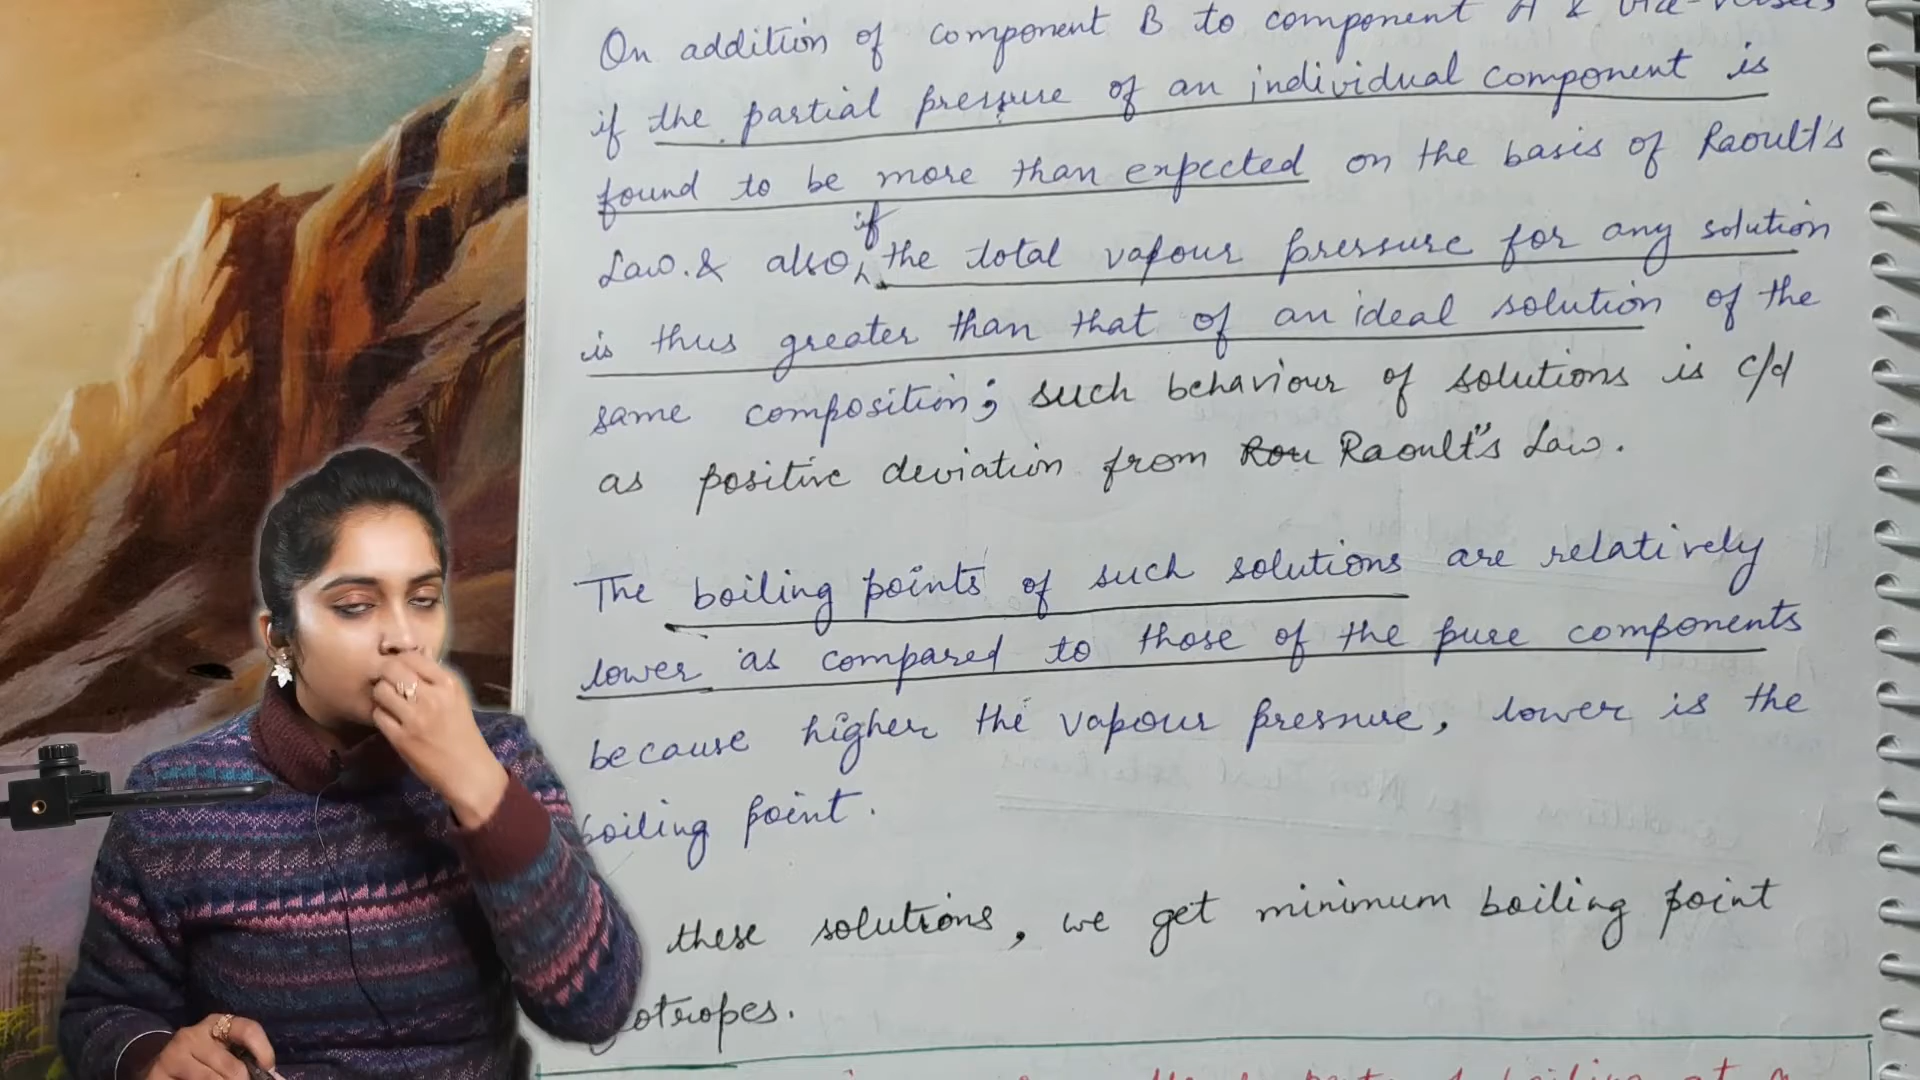 On addition of component B to component A & vice-versa,
if the partial pressure of an individual component is
found to be more than expected on the basis of Raoult's
Law. & also, if the total vapour pressure for any solution
is thus greater than that of an ideal solution of the
same composition; such behaviour of solutions is c/d
as positive deviation from Rou Raoult"s Law.
The boiling points of such solutions are relatively
lower as compared to those of the pure components
because higher the vapour pressure, lower is the
boiling point.
these solutions, we get minimum boiling point
otropes.